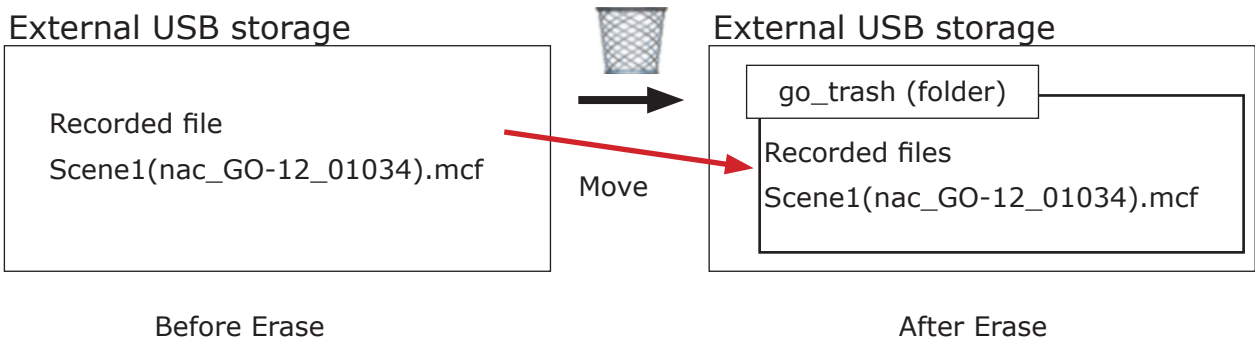 External USB storage
Recorded file
Scene1(nac_GO-12_01034).mcf
Before Erase
Move
External USB storage
go_trash (folder)
Recorded files
Scene1(nac_GO-12_01034).mcf
After Erase